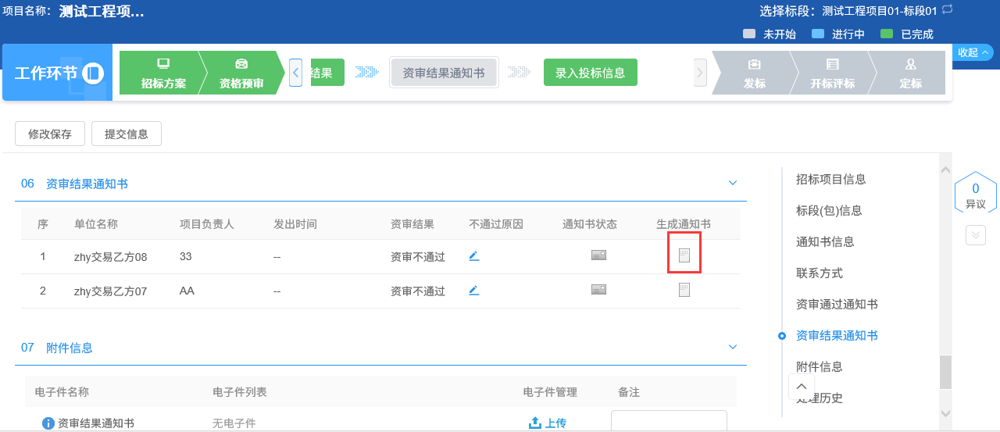 项目名称： 测试工程项...
选择标段：测试工程项目01-标段01
未开始 进行中 已完成
收起
工作环节
招标方案 资格预审 结果 资审结果通知书 录入投标信息 发标 开标评标 定标
修改保存 提交信息
06 资审结果通知书
序 单位名称 项目负责人 发出时间 资审结果 不通过原因 通知书状态 生成通知书
1 zhy交易乙方08 33 -- 资审不通过
2 zhy交易乙方07 AA -- 资审不通过
07 附件信息
电子件名称 电子件列表 电子件管理 备注
资审结果通知书 无电子件 上传
招标项目信息
标段(包)信息
通知书信息
联系方式
资审通过通知书
资审结果通知书
附件信息
处理历史
0
异议